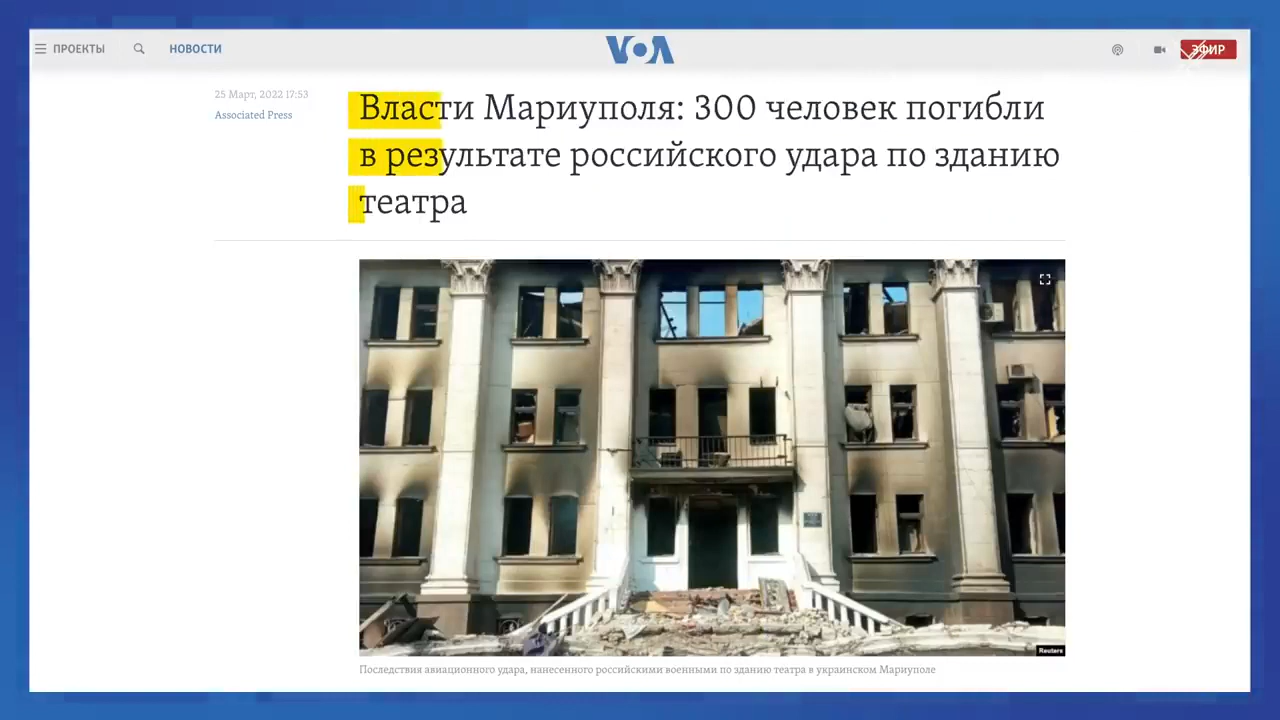 ПРОЕКТЫ
НОВОСТИ
VOA
ЭФИР
25 Март, 2022 17:53
Associated Press
Власти Мариуполя: 300 человек погибли
в результате российского удара по зданию
театра
Reuters
Последствия авиационного удара, нанесенного российскими военными по зданию театра в украинском Мариуполе